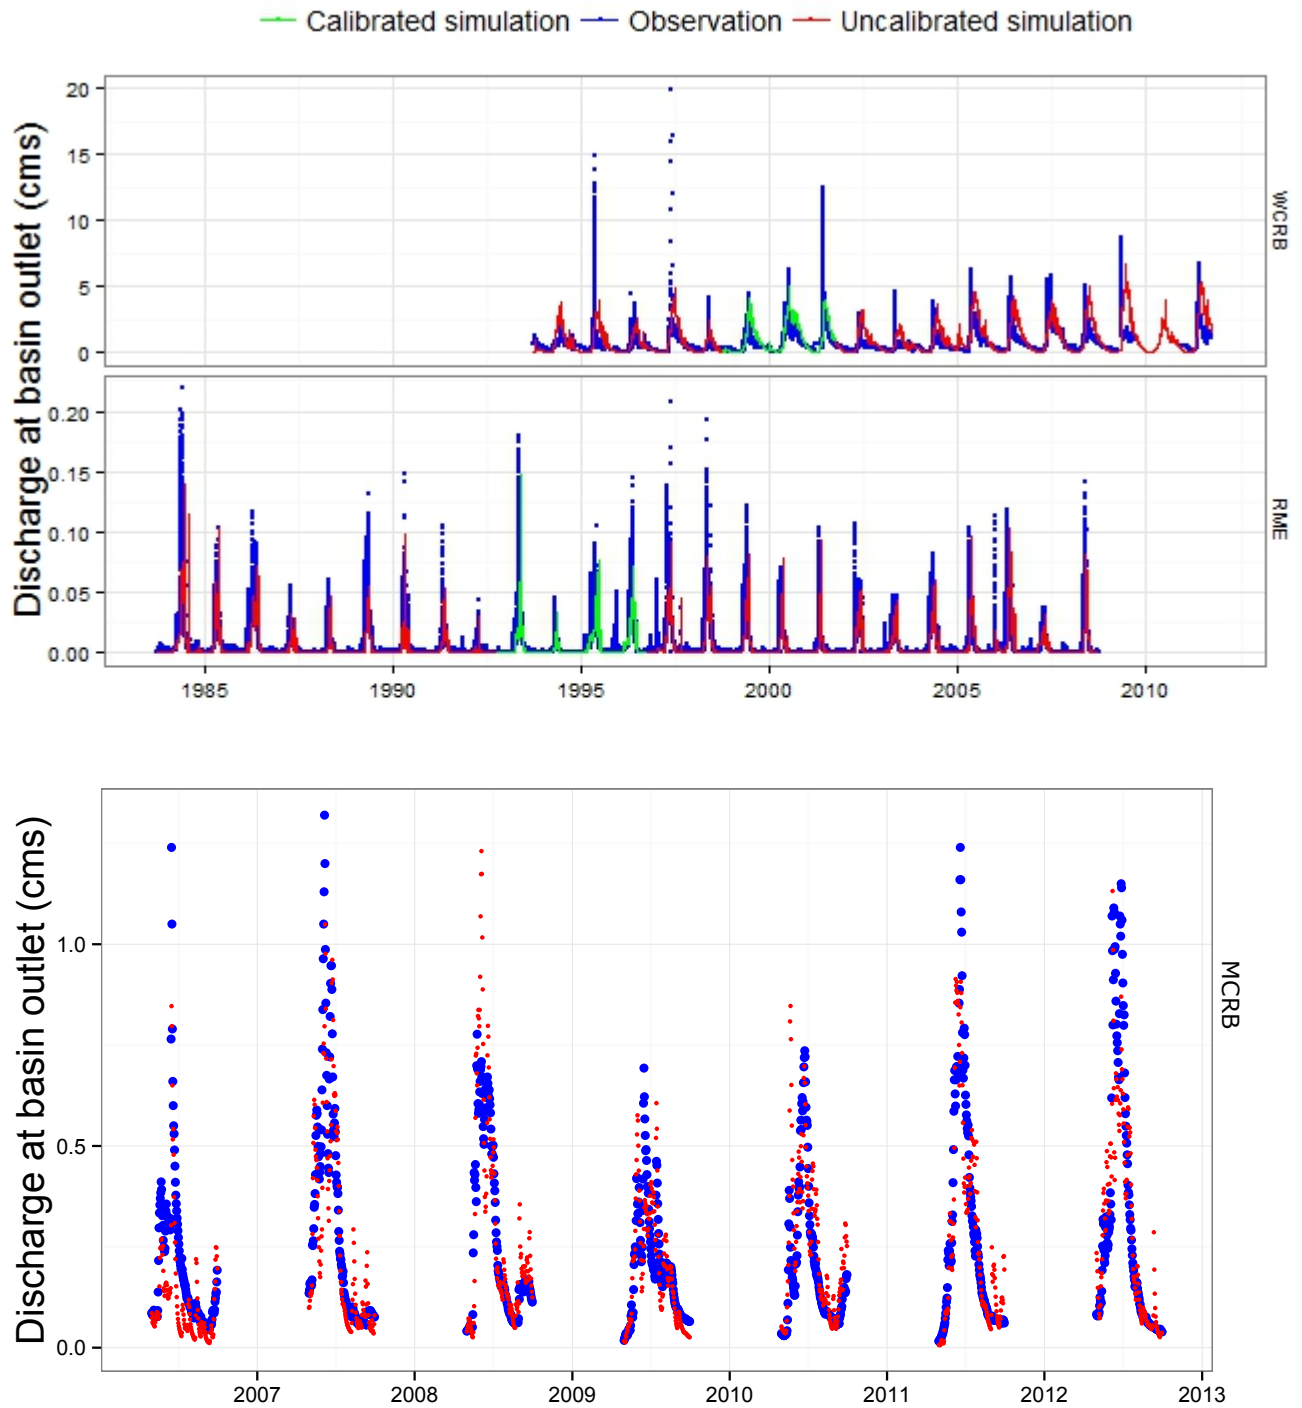 Calibrated simulation Observation Uncalibrated simulation
Discharge at basin outlet (cms)
20
15
10
5
0
WCRB
0.20
0.15
0.10
0.05
0.00
RME
1985 1990 1995 2000 2005 2010
Discharge at basin outlet (cms)
1.0
0.5
0.0
MCRB
2007 2008 2009 2010 2011 2012 2013